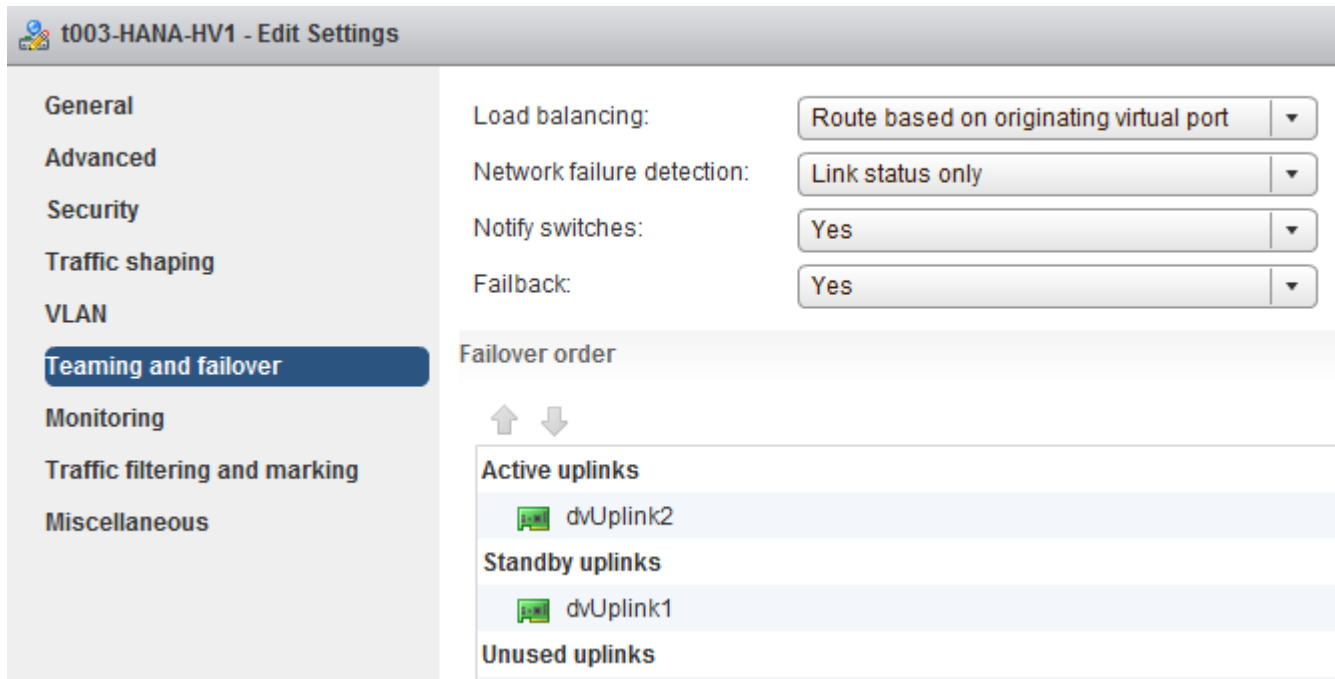 t003-HANA-HV1 - Edit Settings
General
Advanced
Security
Traffic shaping
VLAN
Teaming and failover
Monitoring
Traffic filtering and marking
Miscellaneous
Load balancing: Route based on originating virtual port
Network failure detection: Link status only
Notify switches: Yes
Failback: Yes
Failover order
Active uplinks
dvUplink2
Standby uplinks
dvUplink1
Unused uplinks